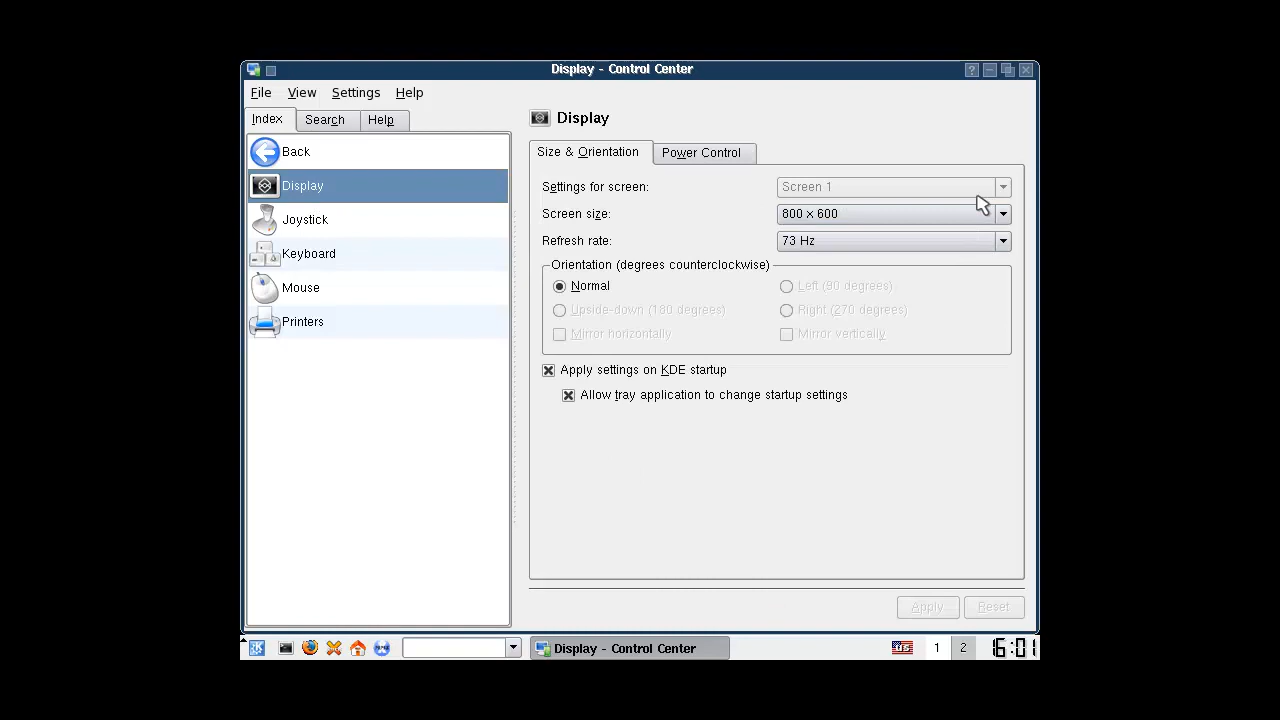 Display - Control Center
File View Settings Help
Index Search Help
Back
Display
Joystick
Keyboard
Mouse
Printers
Display
Size & Orientation Power Control
Settings for screen: Screen 1
Screen size: 800 x 600
Refresh rate: 73 Hz
Orientation (degrees counterclockwise)
Normal Left (90 degrees)
Upside-down (180 degrees) Right (270 degrees)
Mirror horizontally Mirror vertically
Apply settings on KDE startup
Allow tray application to change startup settings
Apply Reset
Display - Control Center 1 2 16:01